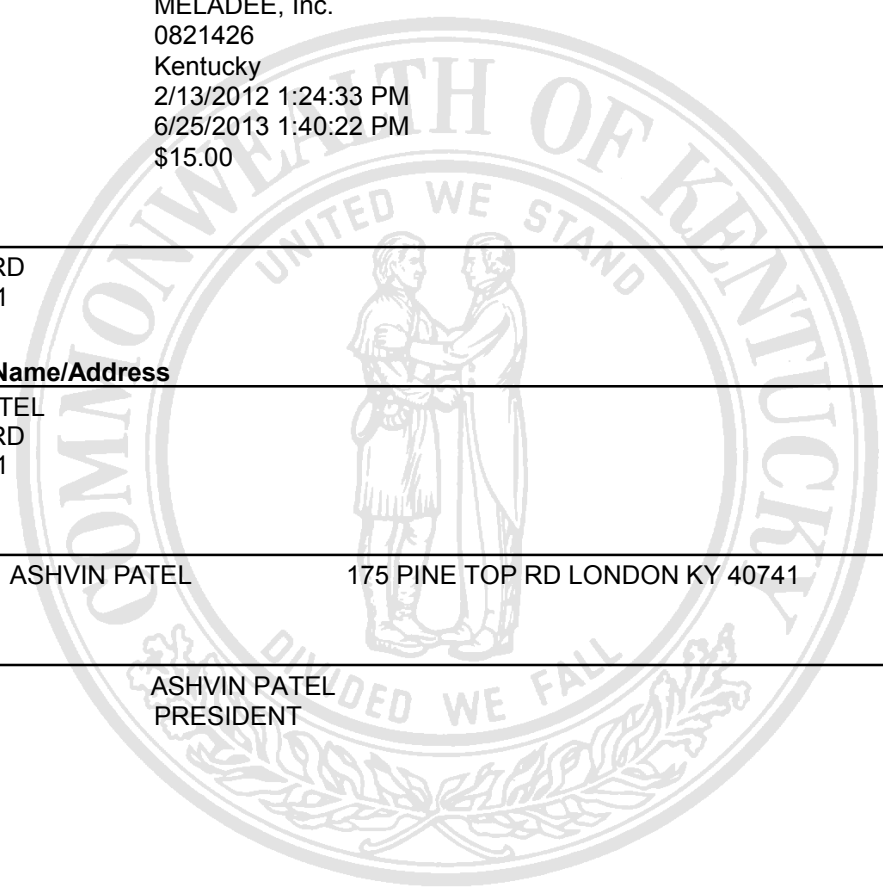 MELADEE, Inc.
0821426
Kentucky
2/13/2012 1:24:33 PM
6/25/2013 1:40:22 PM
$15.00
RD
1
Name/Address
TEL
RD
1
ASHVIN PATEL 175 PINE TOP RD LONDON KY 40741
ASHVIN PATEL
PRESIDENT
COMMONWEALTH OF KENTUCKY
UNITED WE STAND
DIVIDED WE FALL